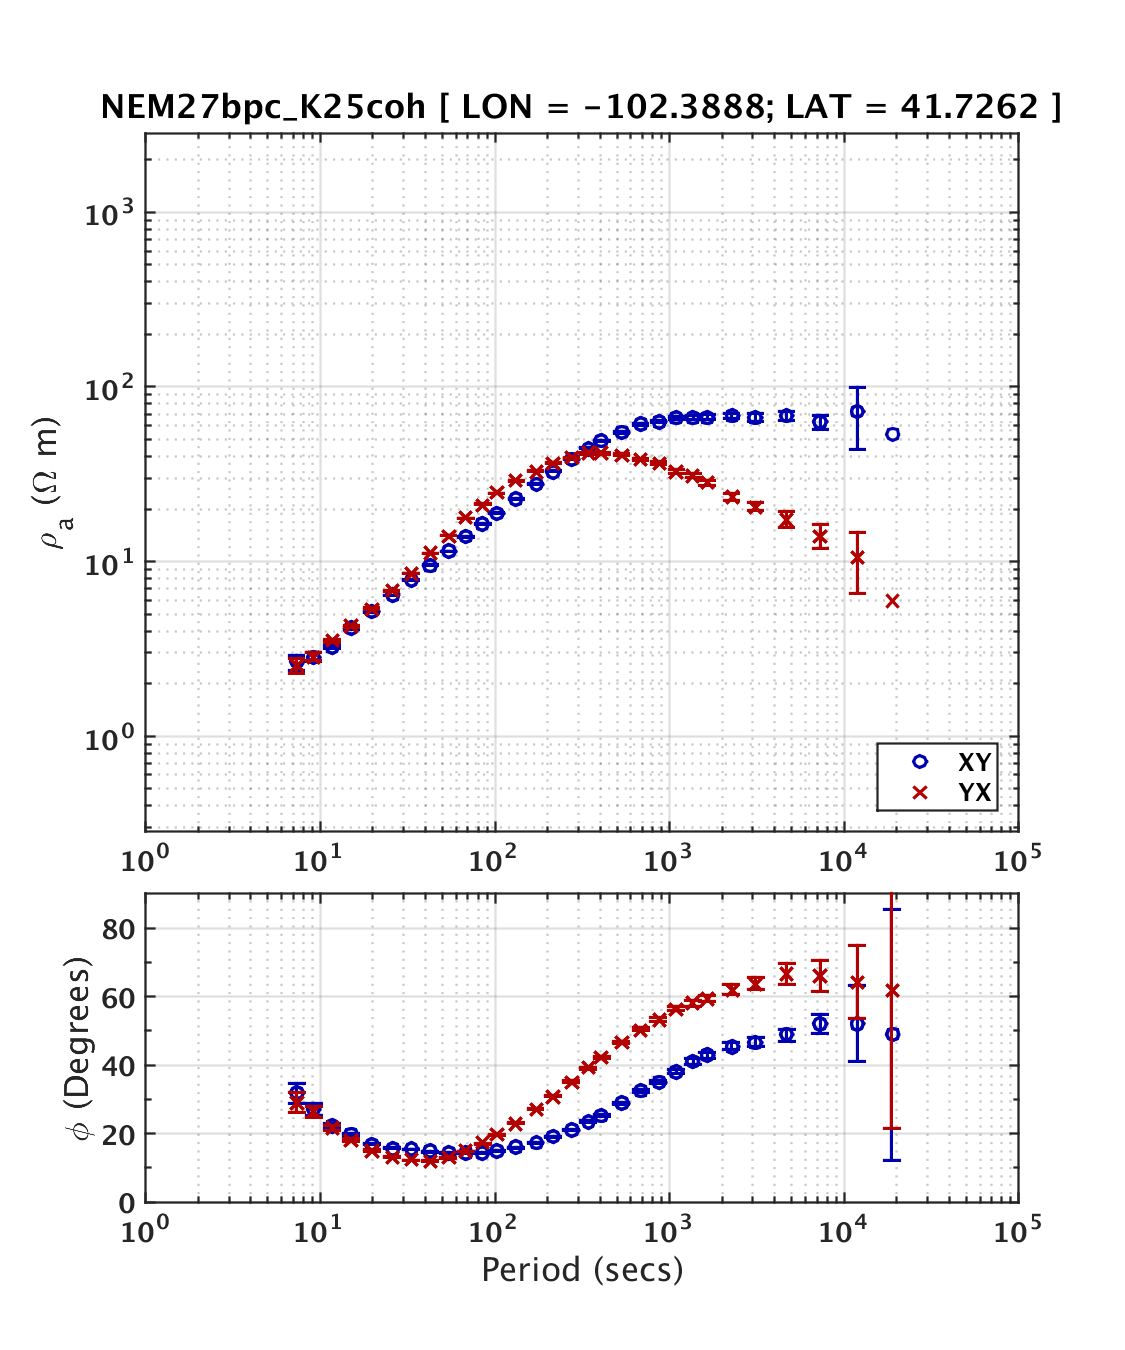 NEM27bpc_K25coh [ LON = −102.3888; LAT = 41.7262 ]
10³
10²
10¹
10⁰
ρₐ (Ω m)
XY
YX
10⁰ 10¹ 10² 10³ 10⁴ 10⁵
80
60
40
20
0
ϕ (Degrees)
10⁰ 10¹ 10² 10³ 10⁴ 10⁵
Period (secs)